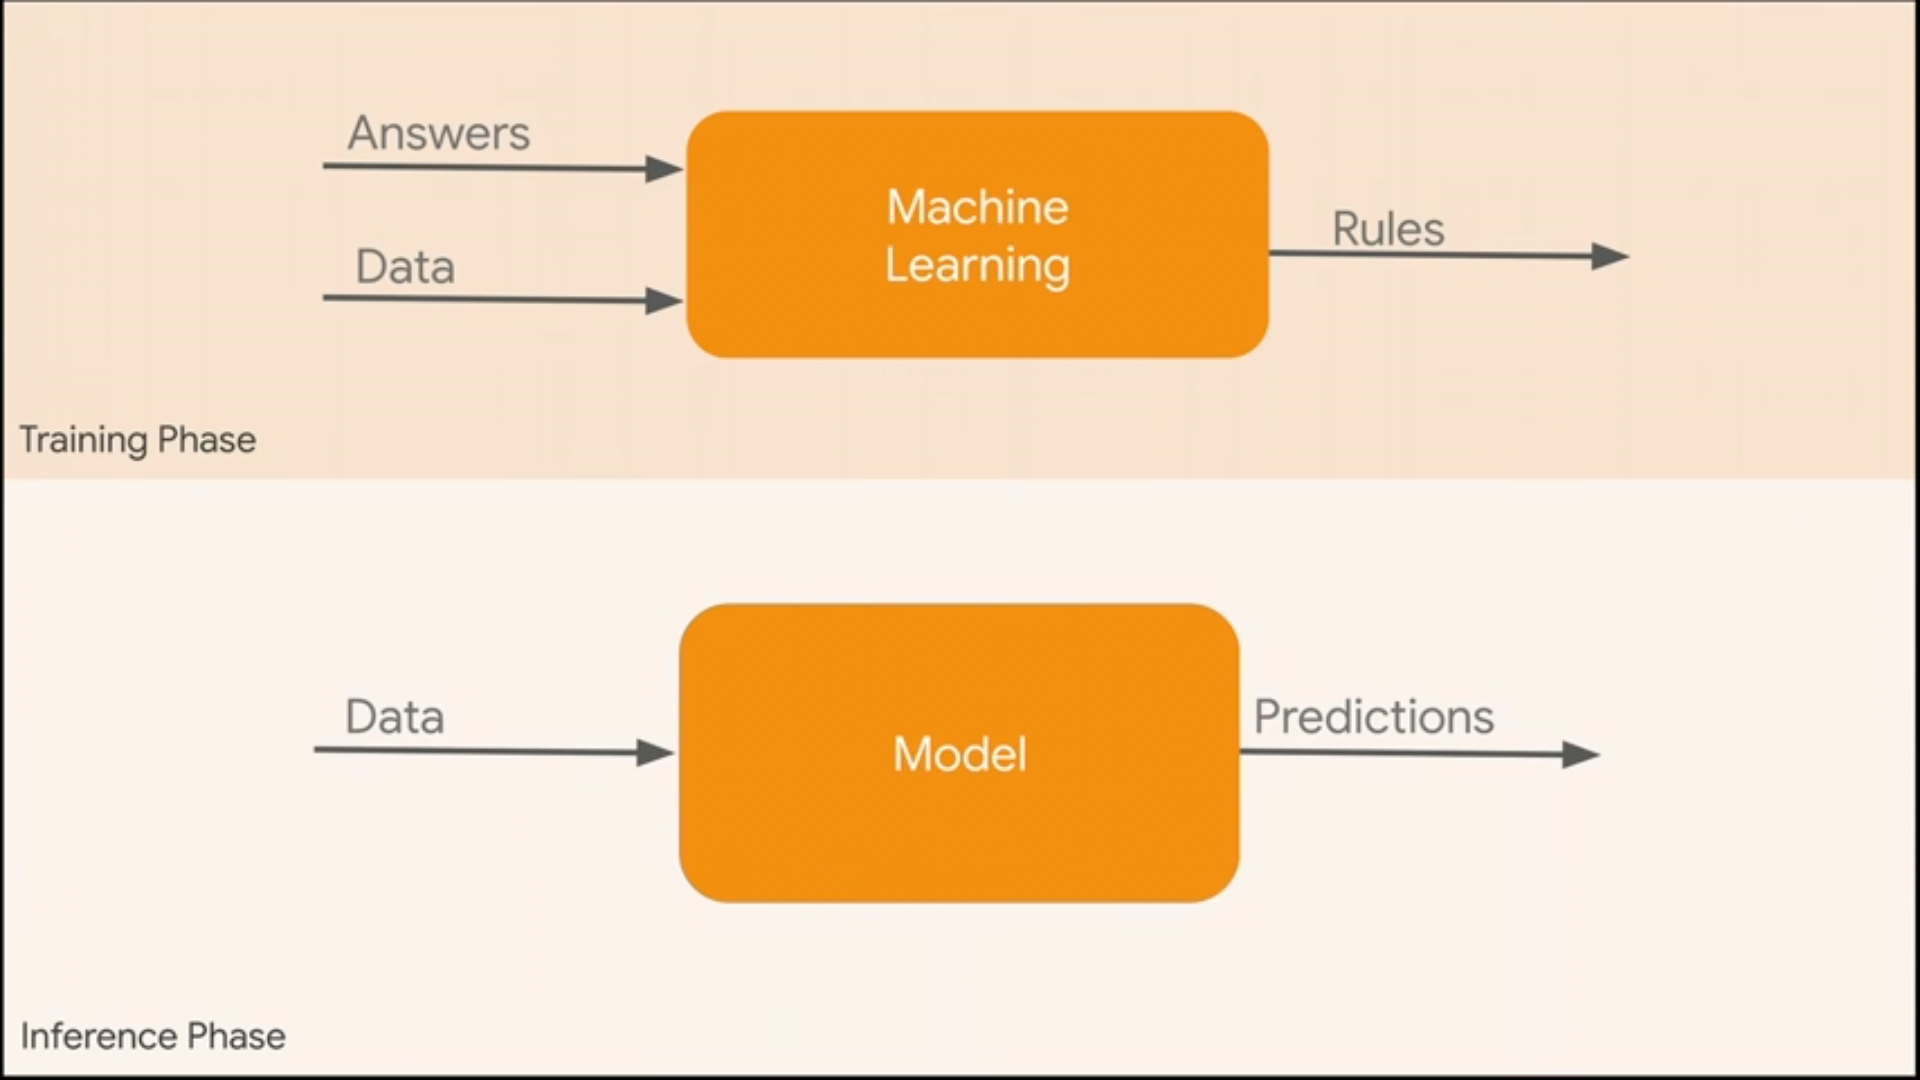 Answers
Data
Machine
Learning
Rules
Training Phase
Data
Model
Predictions
Inference Phase